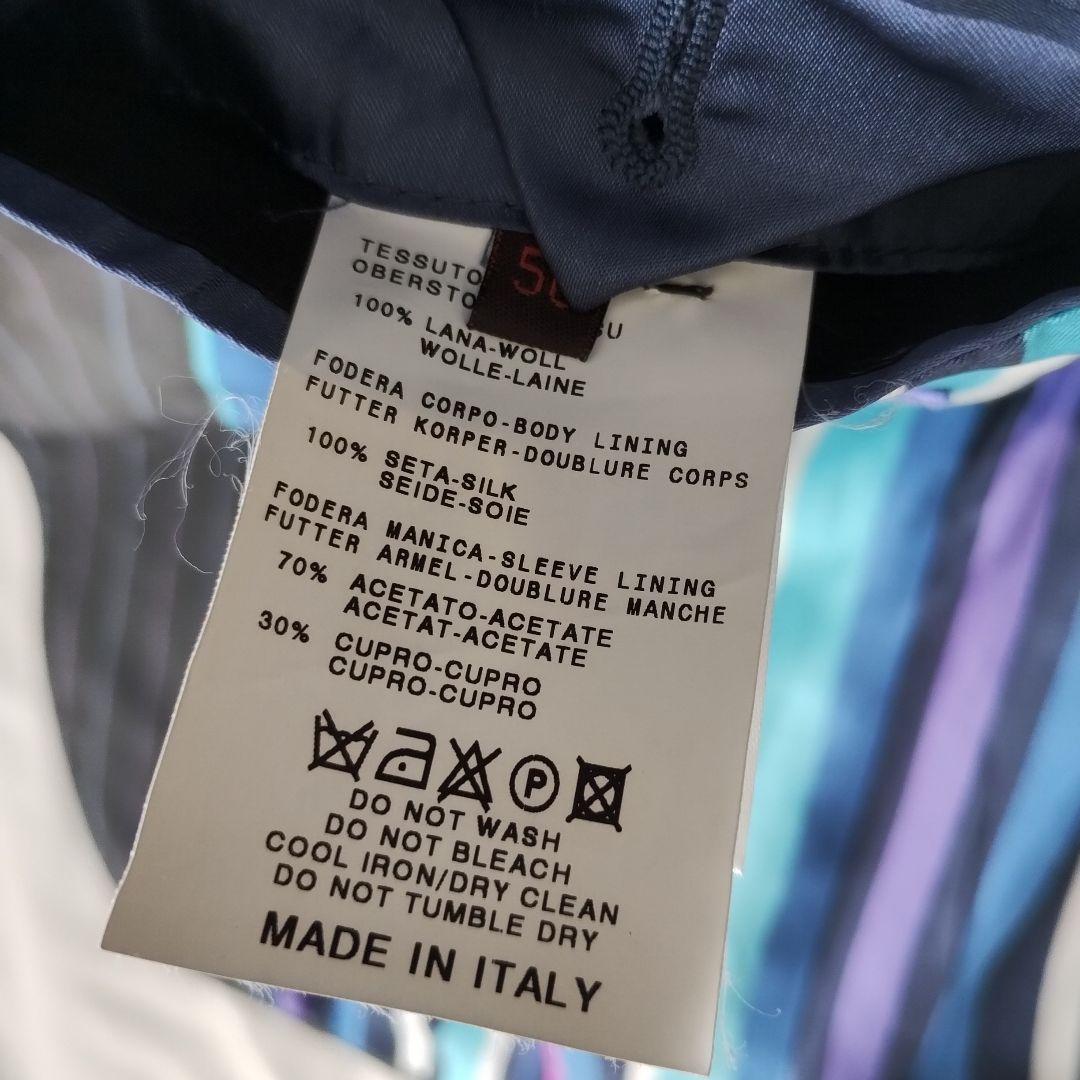 TESSUTO
100% LANA-WOLL
WOLLE-LAINE
FODERA CORPO-BODY LINING
FUTTER KORPER-DOUBLURE CORPS
100% SETA-SILK
SEIDE-SOIE
FODERA MANICA-SLEEVE LINING
FUTTER ARMEL-DOUBLURE MANCHE
70% ACETATO-ACETATE
ACETAT-ACETATE
30% CUPRO-CUPRO
CUPRO-CUPRO
P
DO NOT WASH
DO NOT BLEACH
COOL IRON/DRY CLEAN
DO NOT TUMBLE DRY
MADE IN ITALY